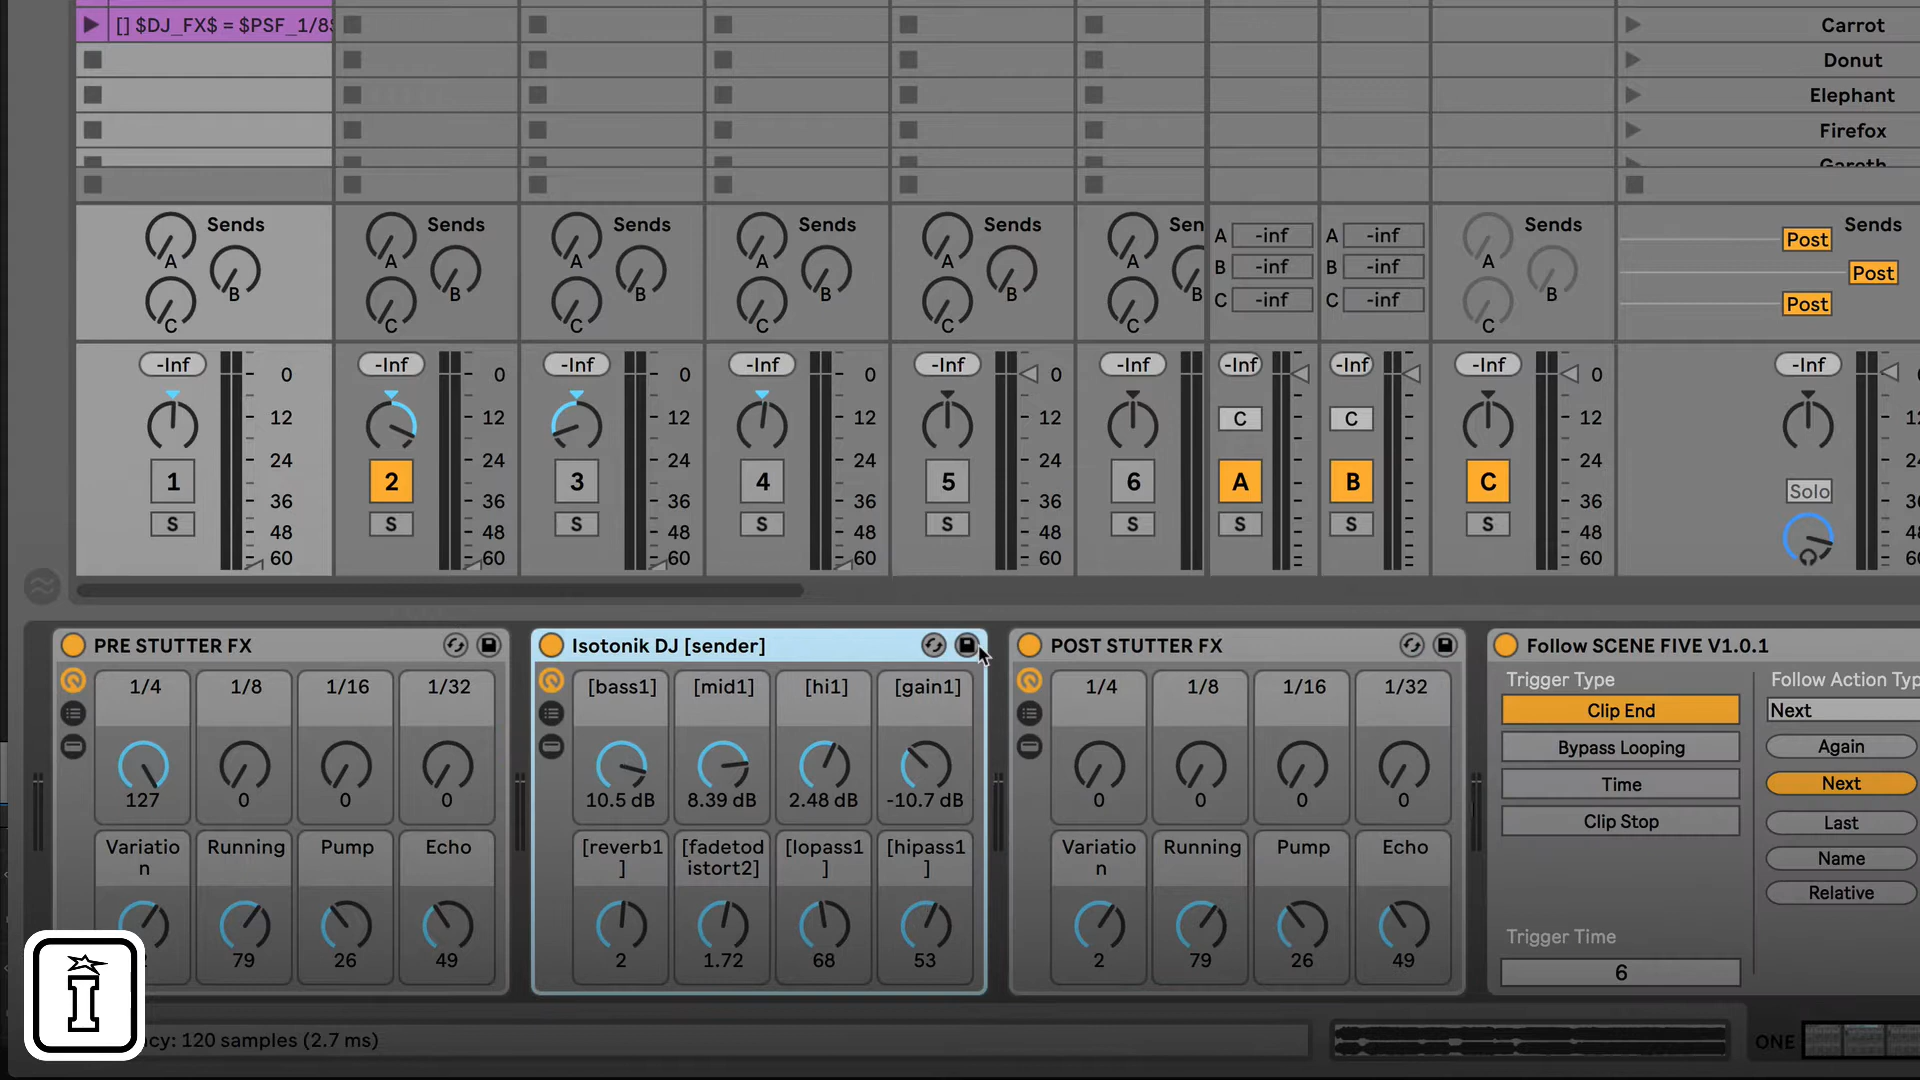 [] $DJ_FX$ = $PSF_1/8
Carrot
Donut
Elephant
Firefox
Gareth
Sends Sends Sends Sends Sends Sen Sends Sends
A A A A A A A -inf A -inf A Post
B B B B B B B -inf B -inf B Post
C C C C C C C -inf C -inf C Post
-Inf -Inf -Inf -Inf -Inf -Inf -Inf -Inf -Inf -Inf
0 0 0 0 0 0
12 12 12 12 12 C C 12
24 24 24 24 24 24
1 2 3 4 5 6 A B C Solo
36 36 36 36 36 36
S S S S S S S S S
48 48 48 48 48 48
60 60 60 60 60 60
PRE STUTTER FX
1/4 1/8 1/16 1/32
127 0 0 0
Variatio
n
Running Pump Echo
79 26 49
Isotonik DJ [sender]
[bass1] [mid1] [hi1] [gain1]
10.5 dB 8.39 dB 2.48 dB -10.7 dB
[reverb1
]
[fadetod
istort2]
[lopass1
]
[hipass1
]
2 1.72 68 53
POST STUTTER FX
1/4 1/8 1/16 1/32
0 0 0 0
Variatio
n
Running Pump Echo
2 79 26 49
Follow SCENE FIVE V1.0.1
Trigger Type
Clip End
Bypass Looping
Time
Clip Stop
Trigger Time
6
Follow Action Typ
Next
Again
Next
Last
Name
Relative
I
cy: 120 samples (2.7 ms)
ONE